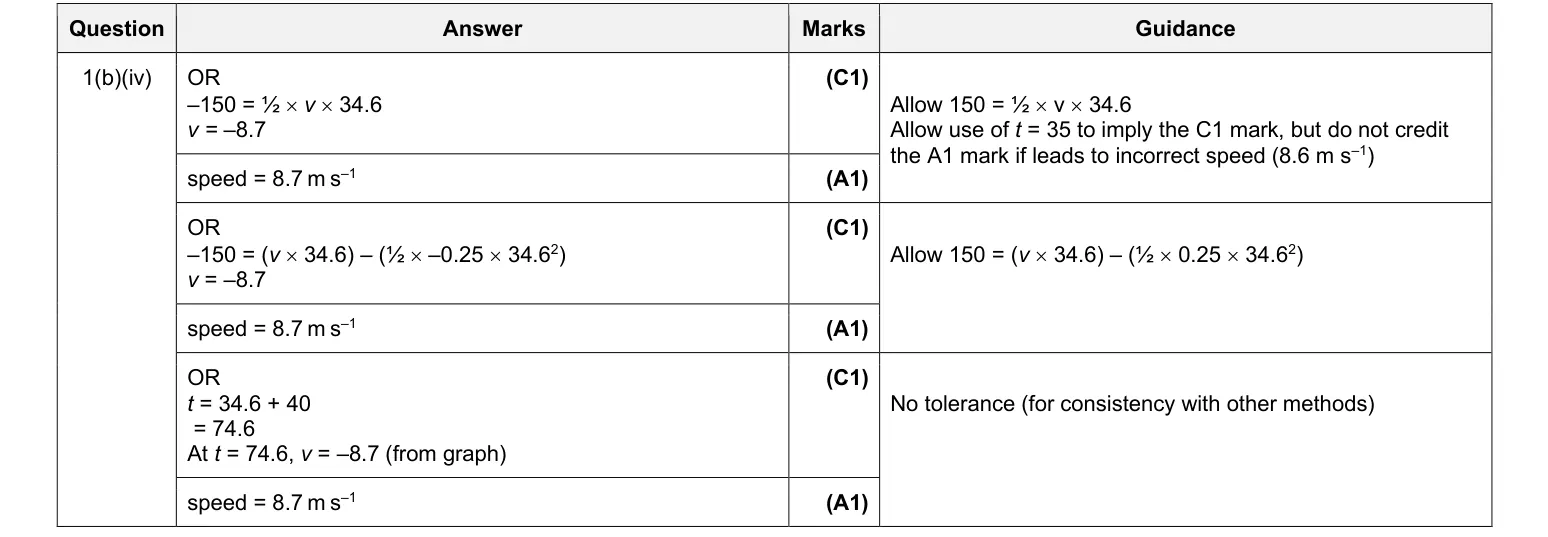 Question Answer Marks Guidance
1(b)(iv) OR (C1)
–150 = ½ × v × 34.6 Allow 150 = ½ × v × 34.6
v = –8.7 Allow use of t = 35 to imply the C1 mark, but do not credit
the A1 mark if leads to incorrect speed (8.6 m s⁻¹)
speed = 8.7 m s⁻¹ (A1)
OR (C1)
–150 = (v × 34.6) – (½ × –0.25 × 34.6²) Allow 150 = (v × 34.6) – (½ × 0.25 × 34.6²)
v = –8.7
speed = 8.7 m s⁻¹ (A1)
OR (C1)
t = 34.6 + 40 No tolerance (for consistency with other methods)
= 74.6
At t = 74.6, v = –8.7 (from graph)
speed = 8.7 m s⁻¹ (A1)